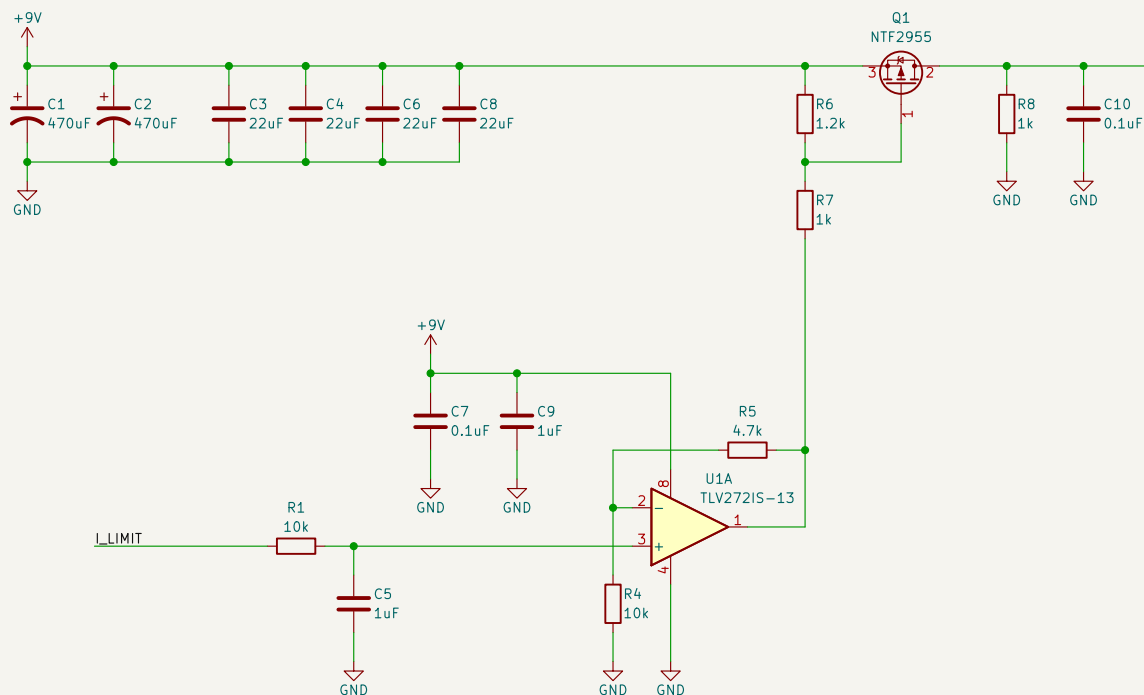 +9V
Q1
NTF2955
3
2
1
+
C1
470uF
+
C2
470uF
C3
22uF
C4
22uF
C6
22uF
C8
22uF
R6
1.2k
R8
1k
C10
0.1uF
GND
R7
1k
GND
GND
+9V
C7
0.1uF
C9
1uF
R5
4.7k
GND
GND
U1A
TLV272IS-13
8
2
-
1
3
+
4
R1
10k
I_LIMIT
C5
1uF
R4
10k
GND
GND
GND